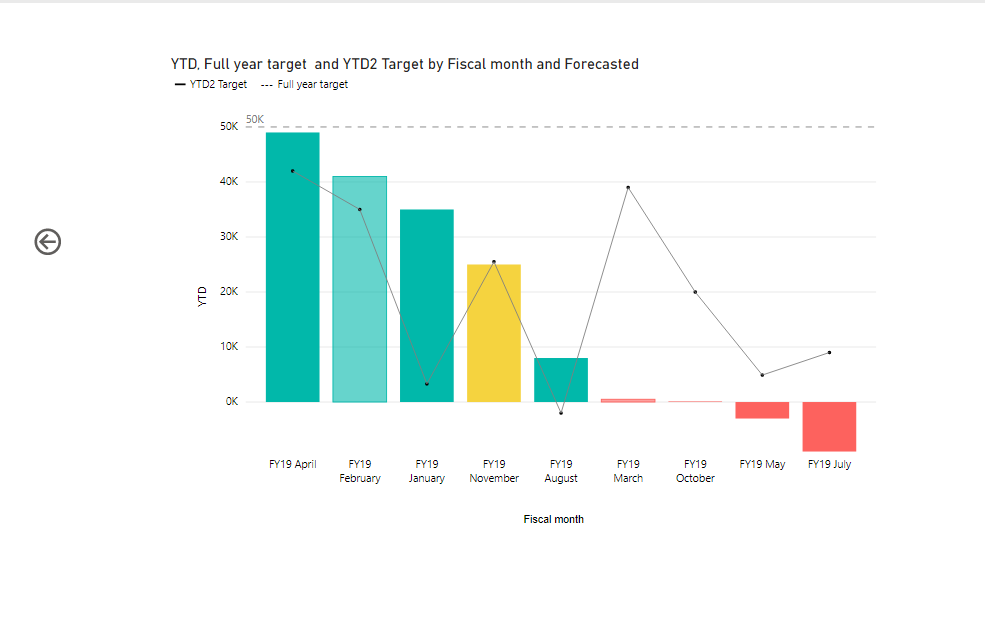 YTD, Full year target  and YTD2 Target by Fiscal month and Forecasted
YTD2 Target
Full year target
50K
50K
40K
30K
20K
10K
0K
YTD
FY19 April
FY19
February
FY19
January
FY19
November
FY19
August
FY19
March
FY19
October
FY19 May
FY19 July
Fiscal month